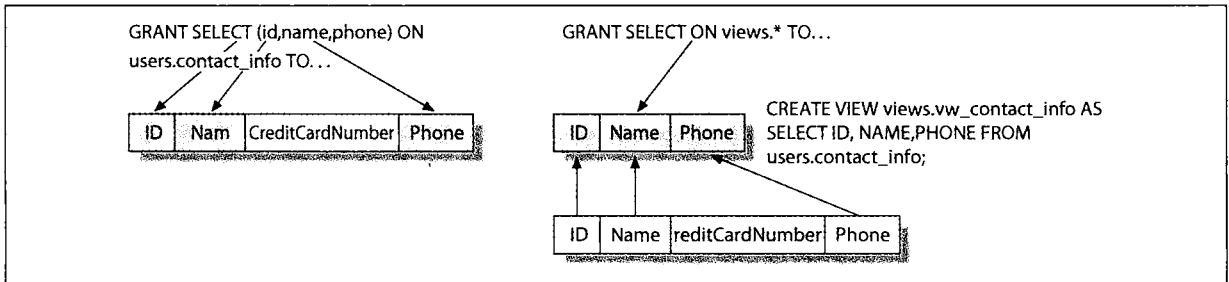 GRANT SELECT (id,name,phone) ON
users.contact_info TO. . .
ID Nam CreditCardNumber Phone
GRANT SELECT ON views.* TO. . .
ID Name Phone
CREATE VIEW views.vw_contact_info AS
SELECT ID, NAME,PHONE FROM
users.contact_info;
ID Name reditCardNumber Phone